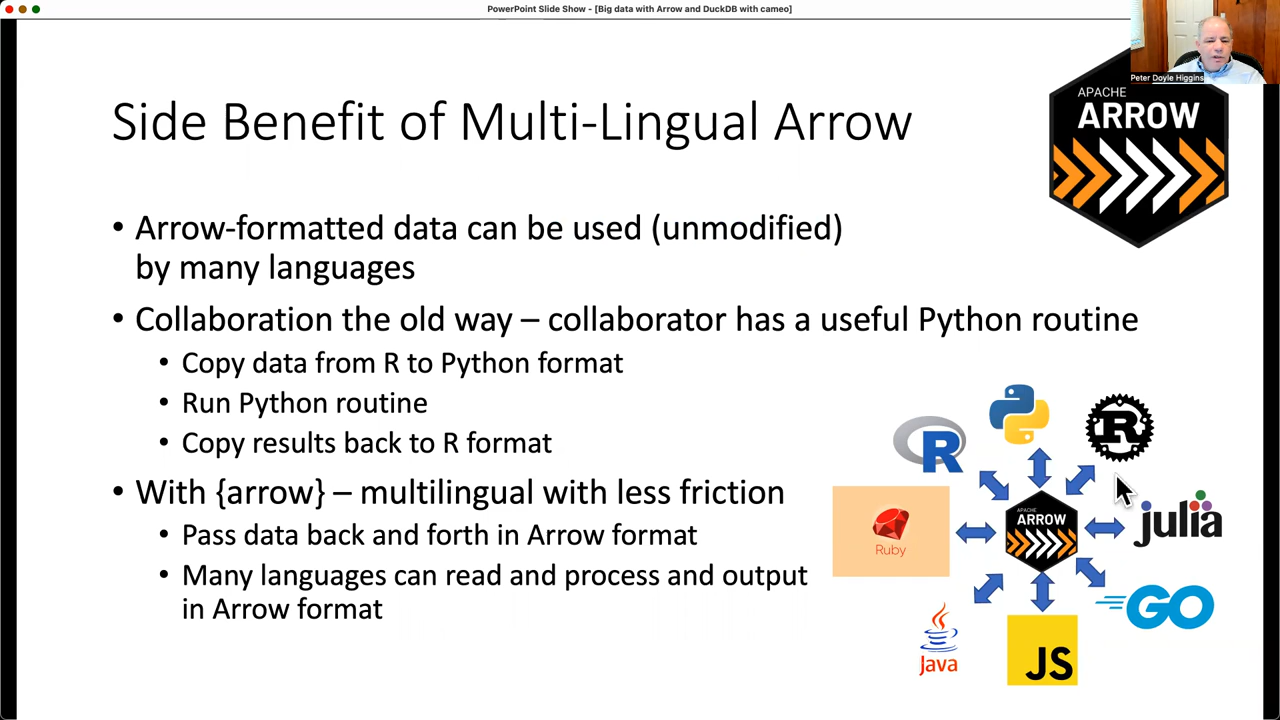 PowerPoint Slide Show - [Big data with Arrow and DuckDB with cameo]
Peter Doyle Higgins
APACHE
ARROW
Side Benefit of Multi-Lingual Arrow
• Arrow-formatted data can be used (unmodified)
by many languages
• Collaboration the old way – collaborator has a useful Python routine
• Copy data from R to Python format
• Run Python routine
• Copy results back to R format
• With {arrow} – multilingual with less friction
• Pass data back and forth in Arrow format
• Many languages can read and process and output
in Arrow format
R
R
Ruby
APACHE
ARROW
julia
GO
Java
JS